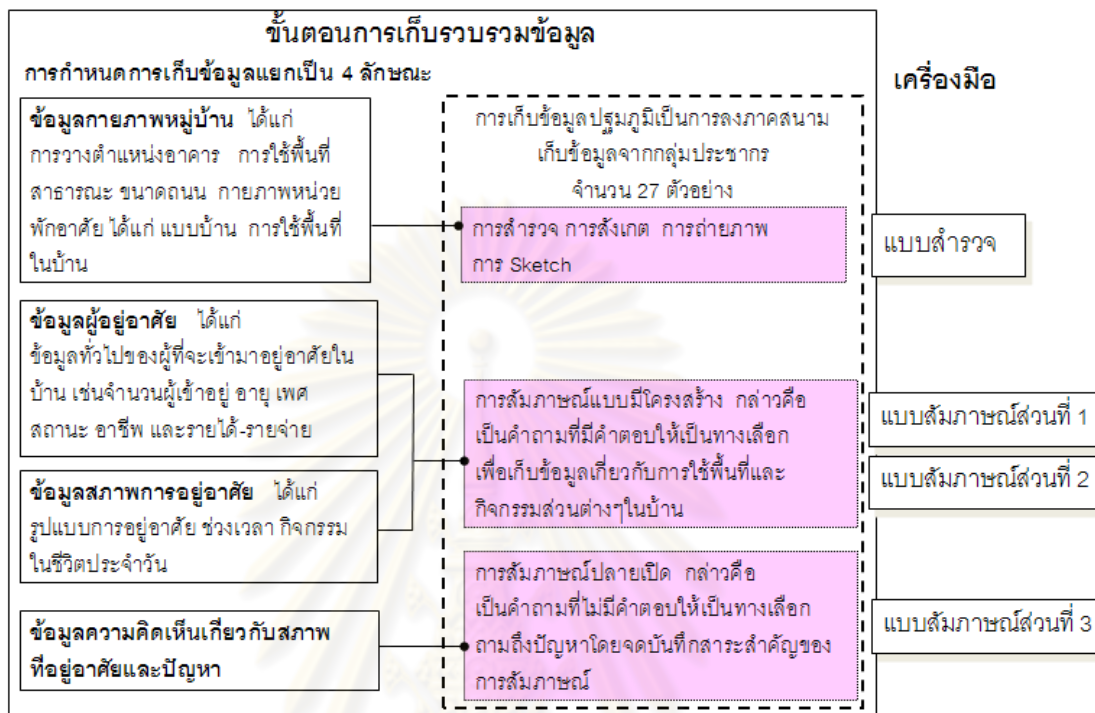 ขั้นตอนการเก็บรวบรวมข้อมูล
การกำหนดการเก็บข้อมูลแยกเป็น 4 ลักษณะ
เครื่องมือ
ข้อมูลกายภาพหมู่บ้าน ได้แก่
การวางตำแหน่งอาคาร การใช้พื้นที่
สาธารณะ ขนาดถนน กายภาพหน่วย
พักอาศัย ได้แก่ แบบบ้าน การใช้พื้นที่
ในบ้าน
การเก็บข้อมูลปฐมภูมิเป็นการลงภาคสนาม
เก็บข้อมูลจากกลุ่มประชากร
จำนวน 27 ตัวอย่าง
การสำรวจ การสังเกต การถ่ายภาพ
การ Sketch
แบบสำรวจ
ข้อมูลผู้อยู่อาศัย ได้แก่
ข้อมูลทั่วไปของผู้ที่จะเข้ามาอยู่อาศัยใน
บ้าน เช่นจำนวนผู้เข้าอยู่ อายุ เพศ
สถานะ อาชีพ และรายได้-รายจ่าย
ข้อมูลสภาพการอยู่อาศัย ได้แก่
รูปแบบการอยู่อาศัย ช่วงเวลา กิจกรรม
ในชีวิตประจำวัน
การสัมภาษณ์แบบมีโครงสร้าง กล่าวคือ
เป็นคำถามที่มีคำตอบให้เป็นทางเลือก
เพื่อเก็บข้อมูลเกี่ยวกับการใช้พื้นที่และ
กิจกรรมส่วนต่างๆในบ้าน
แบบสัมภาษณ์ส่วนที่ 1
แบบสัมภาษณ์ส่วนที่ 2
ข้อมูลความคิดเห็นเกี่ยวกับสภาพ
ที่อยู่อาศัยและปัญหา
การสัมภาษณ์ปลายเปิด กล่าวคือ
เป็นคำถามที่ไม่มีคำตอบให้เป็นทางเลือก
ถามถึงปัญหาโดยจดบันทึกสาระสำคัญของ
การสัมภาษณ์
แบบสัมภาษณ์ส่วนที่ 3